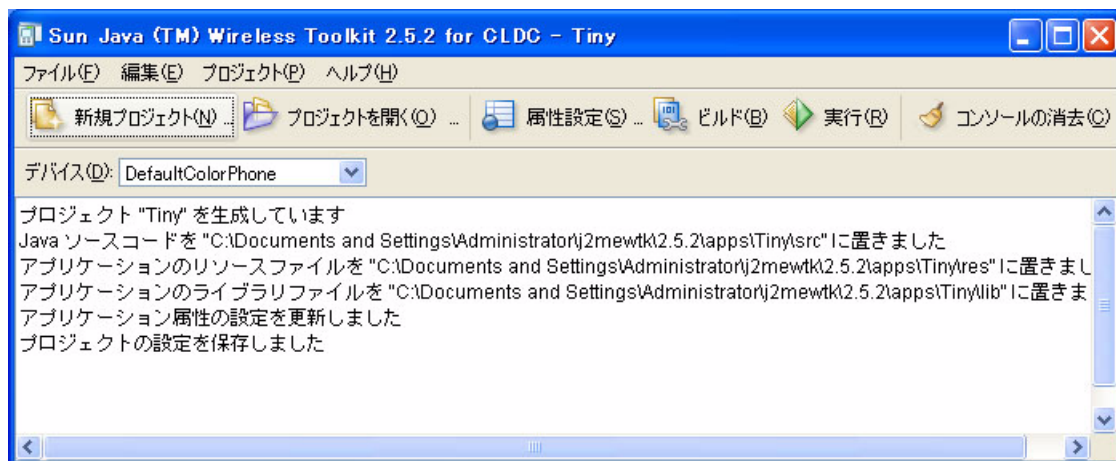 Sun Java (TM) Wireless Toolkit 2.5.2 for CLDC - Tiny
ファイル(F) 編集(E) プロジェクト(P) ヘルプ(H)
新規プロジェクト(N) ... プロジェクトを開く(O) ... 属性設定(S) ... ビルド(B) 実行(R) コンソールの消去(C)
デバイス(D): DefaultColorPhone
プロジェクト "Tiny" を生成しています
Java ソースコードを "C:\Documents and Settings\Administrator\j2mewtk\2.5.2\apps\Tiny\src" に置きました
アプリケーションのリソースファイルを "C:\Documents and Settings\Administrator\j2mewtk\2.5.2\apps\Tiny\res" に置きまし
アプリケーションのライブラリファイルを "C:\Documents and Settings\Administrator\j2mewtk\2.5.2\apps\Tiny\lib" に置きま
アプリケーション属性の設定を更新しました
プロジェクトの設定を保存しました